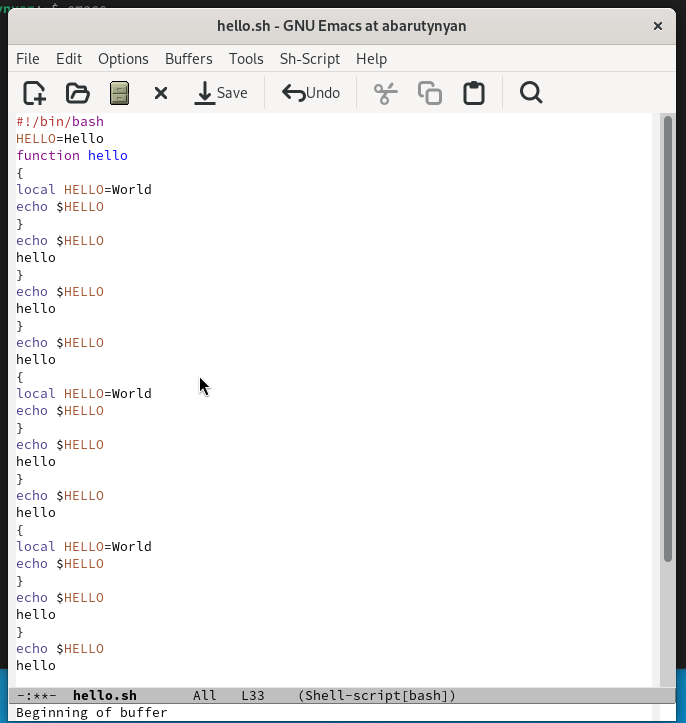 hello.sh - GNU Emacs at abarutynyan
File Edit Options Buffers Tools Sh-Script Help
Save Undo
#!/bin/bash
HELLO=Hello
function hello
{
local HELLO=World
echo $HELLO
}
echo $HELLO
hello
}
echo $HELLO
hello
}
echo $HELLO
hello
{
local HELLO=World
echo $HELLO
}
echo $HELLO
hello
}
echo $HELLO
hello
{
local HELLO=World
echo $HELLO
}
echo $HELLO
hello
}
echo $HELLO
hello
-:**- hello.sh All L33 (Shell-script[bash])
Beginning of buffer